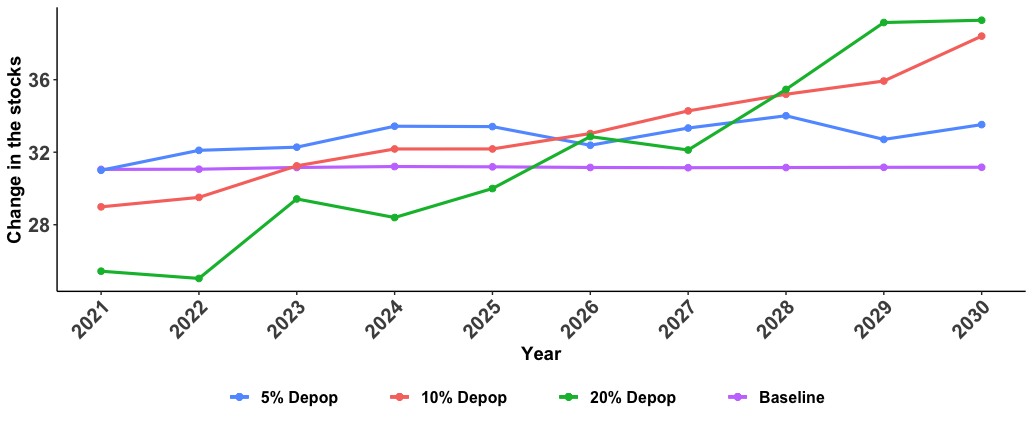 Change in the stocks
36
32
28
2021 2022 2023 2024 2025 2026 2027 2028 2029 2030
Year
5% Depop 10% Depop 20% Depop Baseline